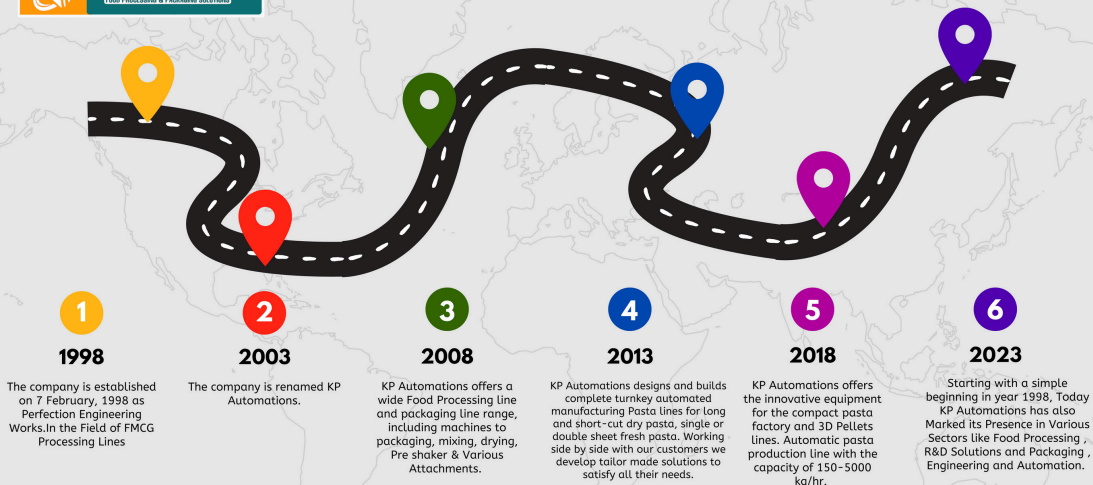 FOOD PROCESSING & PACKAGING SOLUTIONS
1
1998
The company is established
on 7 February, 1998 as
Perfection Engineering
Works.In the Field of FMCG
Processing Lines
2
2003
The company is renamed KP
Automations.
3
2008
KP Automations offers a
wide Food Processing line
and packaging line range,
including machines to
packaging, mixing, drying,
Pre shaker & Various
Attachments.
4
2013
KP Automations designs and builds
complete turnkey automated
manufacturing Pasta lines for long
and short-cut dry pasta, single or
double sheet fresh pasta. Working
side by side with our customers we
develop tailor made solutions to
satisfy all their needs.
5
2018
KP Automations offers
the innovative equipment
for the compact pasta
factory and 3D Pellets
lines. Automatic pasta
production line with the
capacity of 150-5000
kg/hr.
6
2023
Starting with a simple
beginning in year 1998, Today
KP Automations has also
Marked its Presence in Various
Sectors like Food Processing ,
R&D Solutions and Packaging ,
Engineering and Automation.